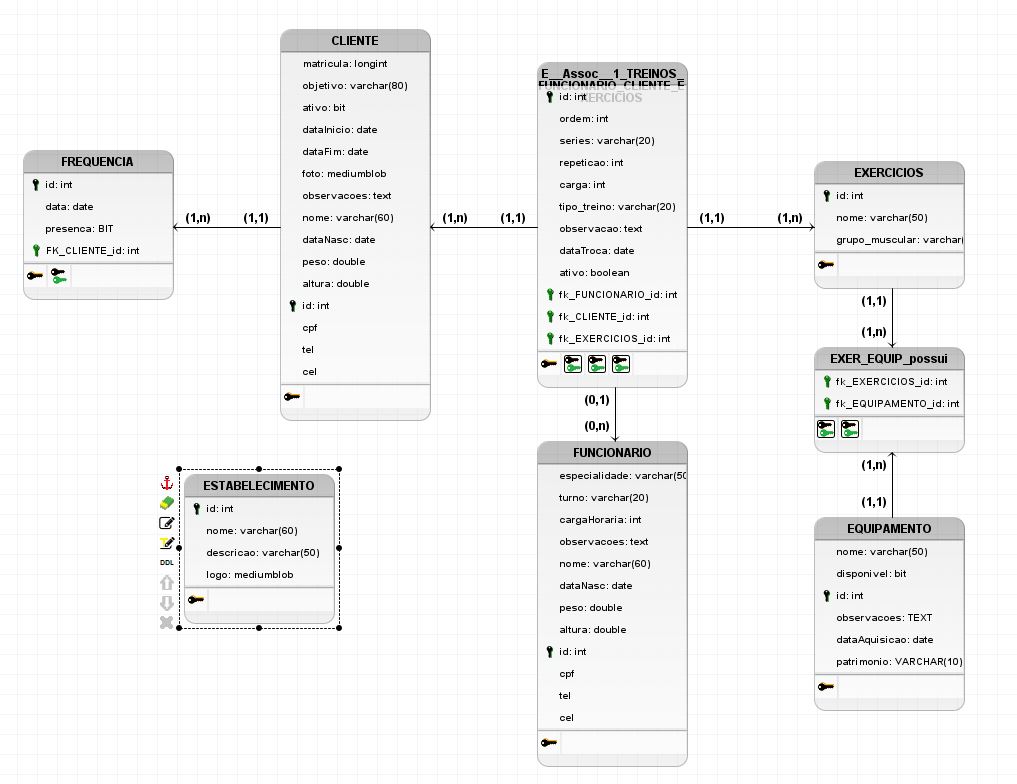 CLIENTE
matricula: longint
objetivo: varchar(80)
ativo: bit
dataInicio: date
dataFim: date
foto: mediumblob
observacoes: text
nome: varchar(60)
dataNasc: date
peso: double
altura: double
id: int
cpf
tel
cel
FREQUENCIA
id: int
data: date
presenca: BIT
FK_CLIENTE_id: int
(1,n)
(1,1)
(1,n)
(1,1)
E__Assoc__1_TREINOS_
FUNCIONARIO_CLIENTE_E
XERCICIOS
id: int
ordem: int
series: varchar(20)
repeticao: int
carga: int
tipo_treino: varchar(20)
observacao: text
dataTroca: date
ativo: boolean
fk_FUNCIONARIO_id: int
fk_CLIENTE_id: int
fk_EXERCICIOS_id: int
(1,1)
(1,n)
EXERCICIOS
id: int
nome: varchar(50)
grupo_muscular: varchar(
(1,1)
(1,n)
EXER_EQUIP_possui
fk_EXERCICIOS_id: int
fk_EQUIPAMENTO_id: int
(1,n)
(1,1)
EQUIPAMENTO
nome: varchar(50)
disponivel: bit
id: int
observacoes: TEXT
dataAquisicao: date
patrimonio: VARCHAR(10)
(0,1)
(0,n)
FUNCIONARIO
especialidade: varchar(50
turno: varchar(20)
cargaHoraria: int
observacoes: text
nome: varchar(60)
dataNasc: date
peso: double
altura: double
id: int
cpf
tel
cel
ESTABELECIMENTO
id: int
nome: varchar(60)
descricao: varchar(50)
logo: mediumblob
DDL